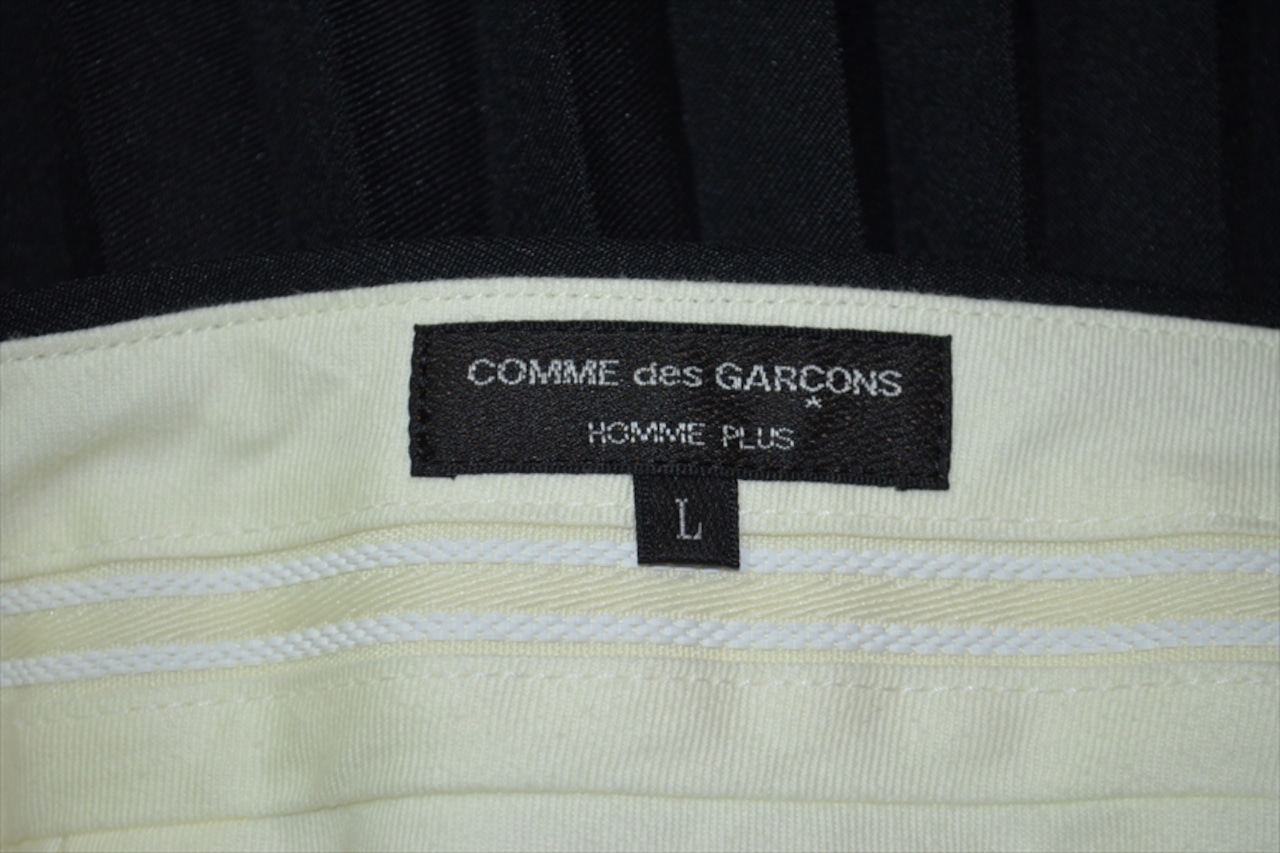 COMME des GARÇONS
*
HOMME PLUS
L